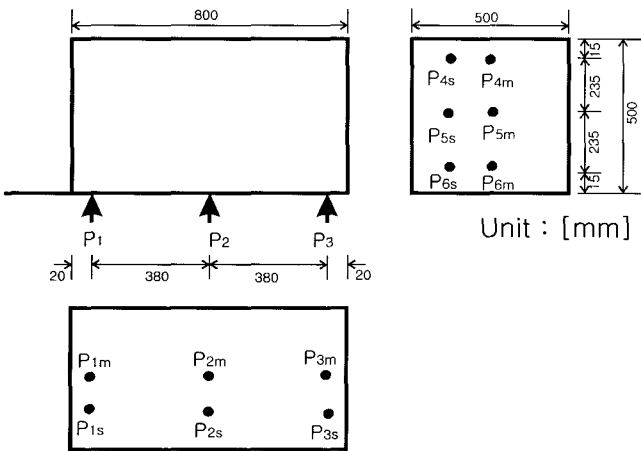 800
500
P4s P4m
P5s P5m
P6s P6m
15
235
235
15
500
P1 P2 P3
Unit : [mm]
20 380 380 20
P1m P2m P3m
P1s P2s P3s